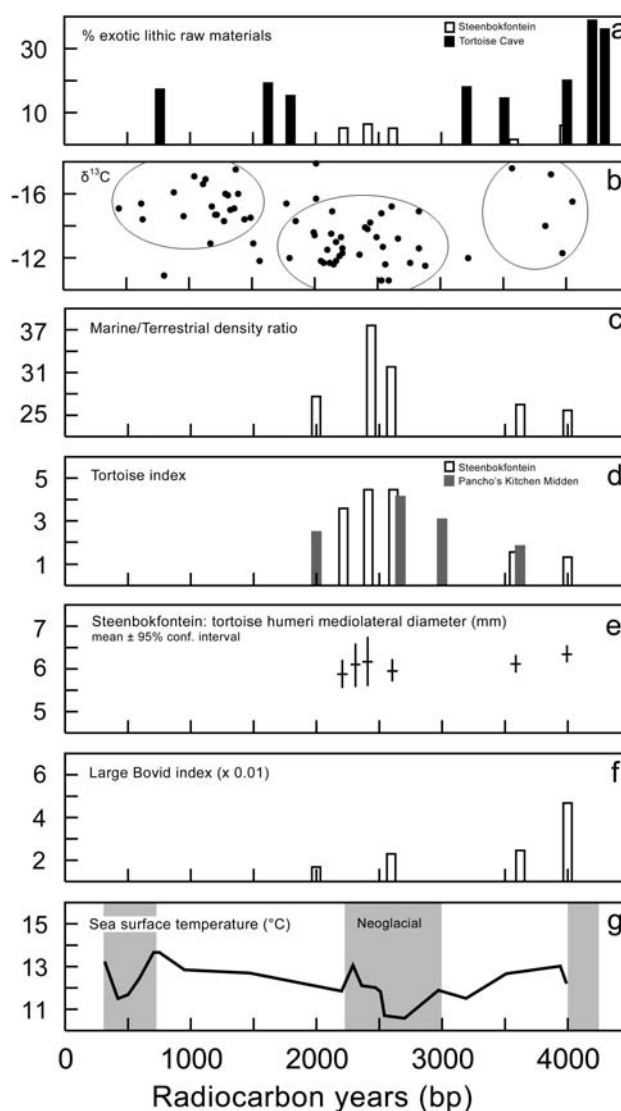 Steenbokfontein
Tortoise Cave
% exotic lithic raw materials
a
30
10
δ13C
b
-16
-12
Marine/Terrestrial density ratio
c
37
31
25
Tortoise index
Steenbokfontein
Pancho's Kitchen Midden
d
5
3
1
Steenbokfontein: tortoise humeri mediolateral diameter (mm)
mean ± 95% conf. interval
e
7
6
5
Large Bovid index (x 0.01)
f
6
4
2
Sea surface temperature (°C)
Neoglacial
g
15
13
11
0 1000 2000 3000 4000
Radiocarbon years (bp)